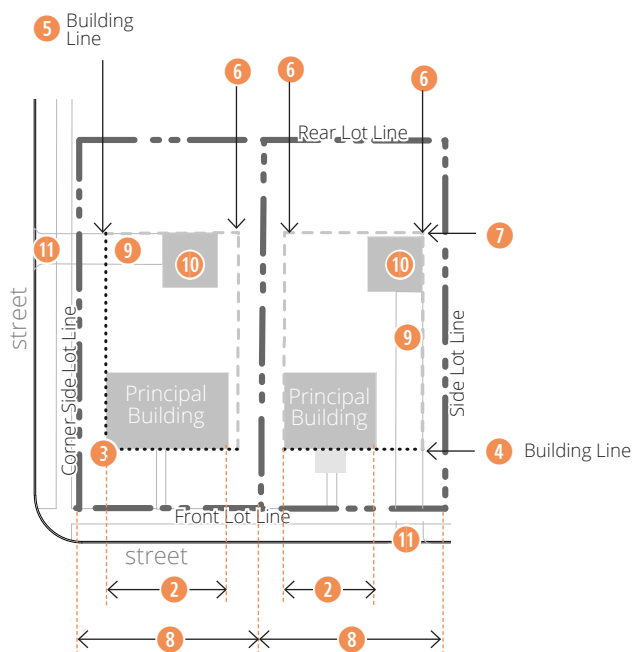 5 Building
Line
6
6
6
Rear Lot Line
11
9
10
10
7
street
Corner Side Lot Line
9
Side Lot Line
Principal
Building
Principal
Building
3
4 Building Line
Front Lot Line
street
11
2
2
8
8